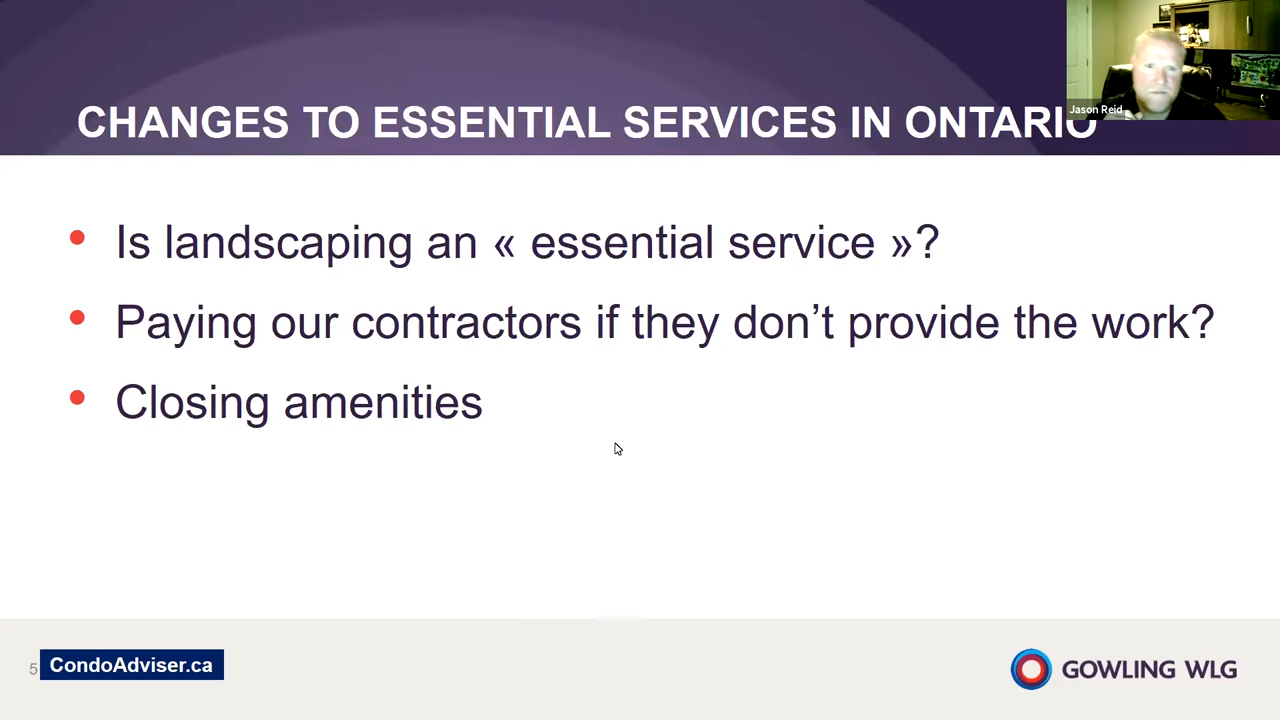 CHANGES TO ESSENTIAL SERVICES IN ONTARIO
Jason Reid
• Is landscaping an « essential service »?
• Paying our contractors if they don’t provide the work?
• Closing amenities
5
CondoAdviser.ca
GOWLING WLG